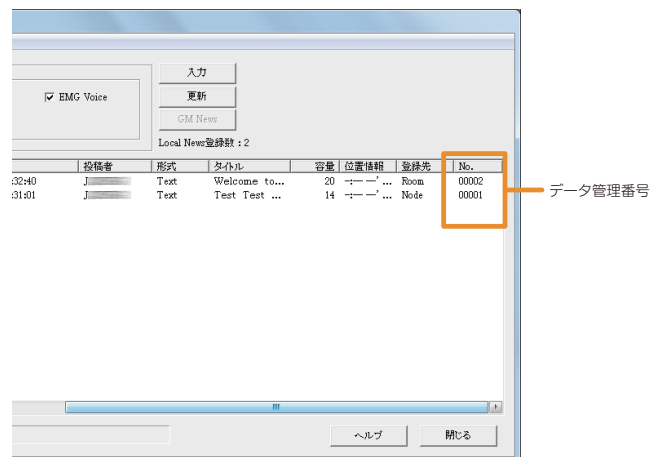 入力
EMG Voice
更新
GM News
Local News登録数：2
投稿者 形式 タイトル 容量 位置情報 登録先 No.
:32:40 J Text Welcome to... 20 -:-- --'... Room 00002
:31:01 J Text Test Test ... 14 -:-- --'... Node 00001
データ管理番号
ヘルプ 閉じる